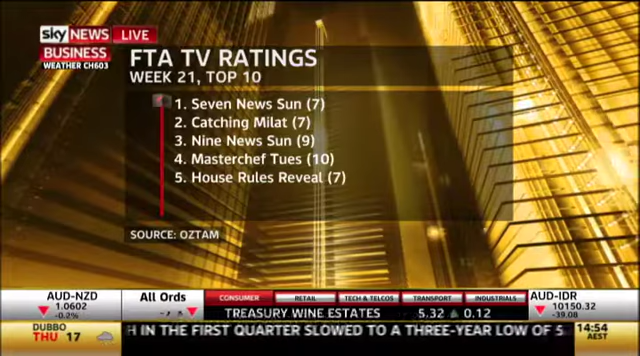 sky NEWS LIVE
BUSINESS
WEATHER CH603
FTA TV RATINGS
WEEK 21, TOP 10
1. Seven News Sun (7)
2. Catching Milat (7)
3. Nine News Sun (9)
4. Masterchef Tues (10)
5. House Rules Reveal (7)
SOURCE: OZTAM
AUD-NZD
1.0602
-0.2%
All Ords
CONSUMER RETAIL TECH & TELCOS TRANSPORT INDUSTRIALS
TREASURY WINE ESTATES 5.32 0.12
AUD-IDR
10150.32
-39.08
DUBBO
THU 17
H IN THE FIRST QUARTER SLOWED TO A THREE-YEAR LOW OF
14:54
AEST